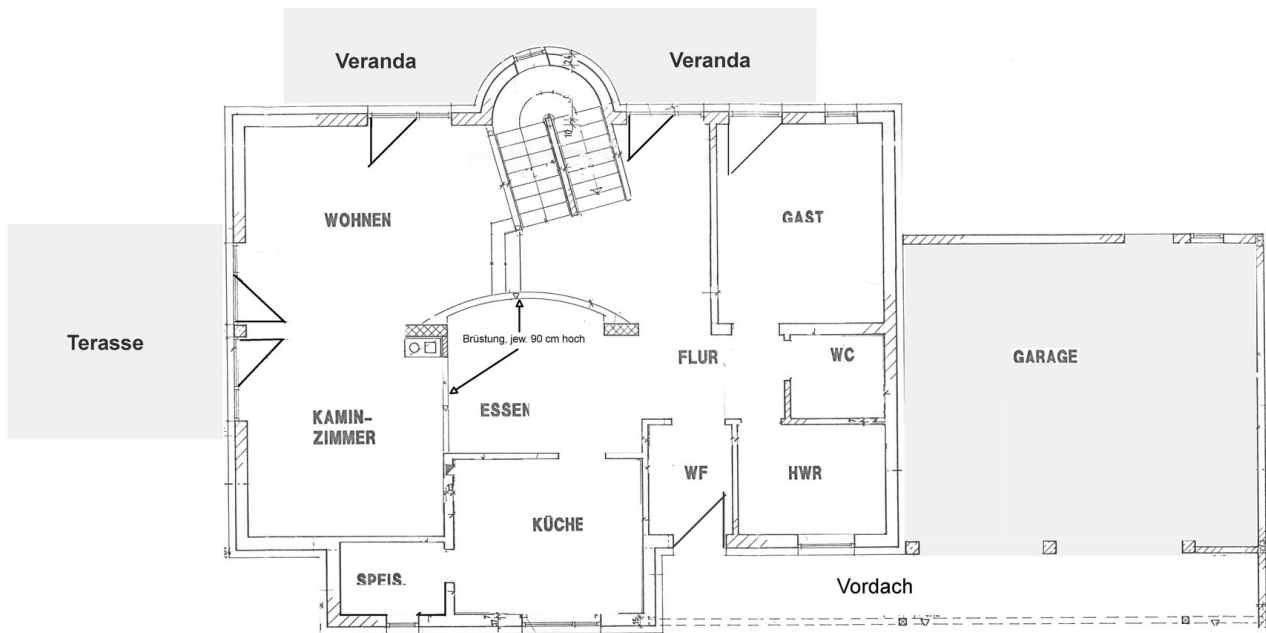 Veranda
Veranda
WOHNEN
GAST
Terasse
Brüstung, jew. 90 cm hoch
FLUR
WC
GARAGE
KAMIN-
ZIMMER
ESSEN
WF
HWR
KÜCHE
SPEIS.
Vordach